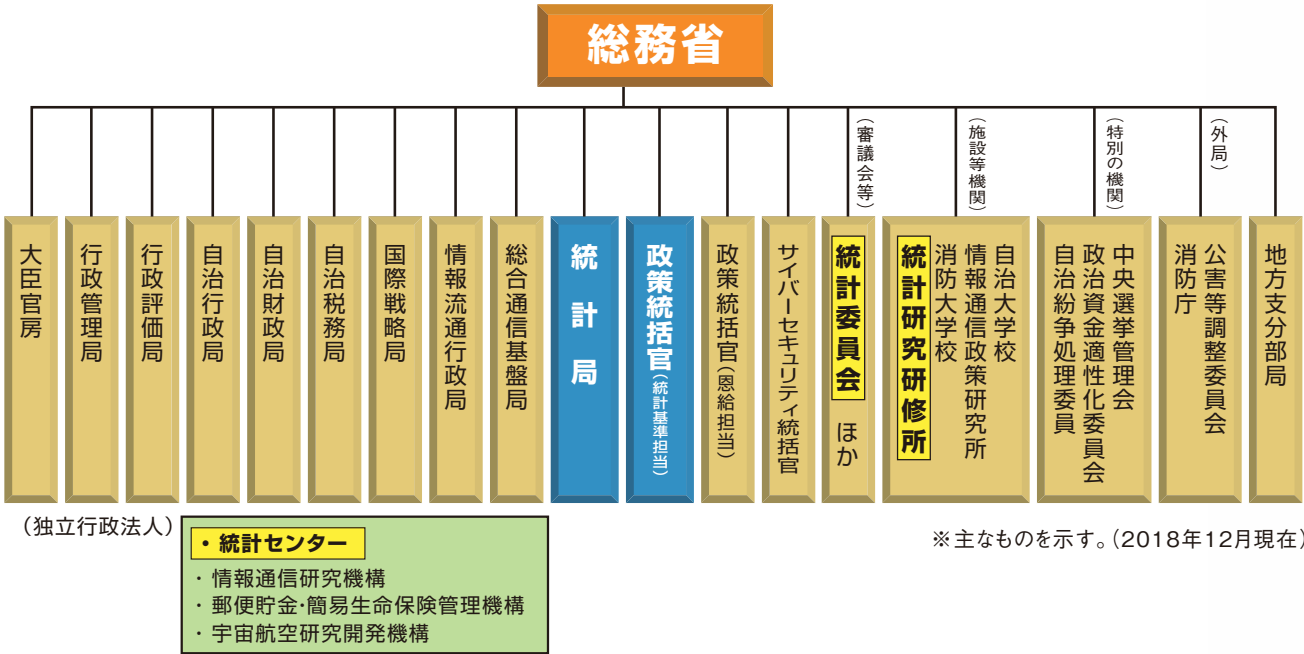 総務省
大臣官房
行政管理局
行政評価局
自治行政局
自治財政局
自治税務局
国際戦略局
情報流通行政局
総合通信基盤局
統計局
政策統括官(統計基準担当)
政策統括官(恩給担当)
サイバーセキュリティ統括官
(審議会等)
統計委員会 ほか
(施設等機関)
自治大学校
情報通信政策研究所
消防大学校
統計研究研修所
(特別の機関)
中央選挙管理会
政治資金適性化委員会
自治紛争処理委員
(外局)
公害等調整委員会
消防庁
地方支分部局
(独立行政法人)
・統計センター
・情報通信研究機構
・郵便貯金・簡易生命保険管理機構
・宇宙航空研究開発機構
※主なものを示す。(2018年12月現在)